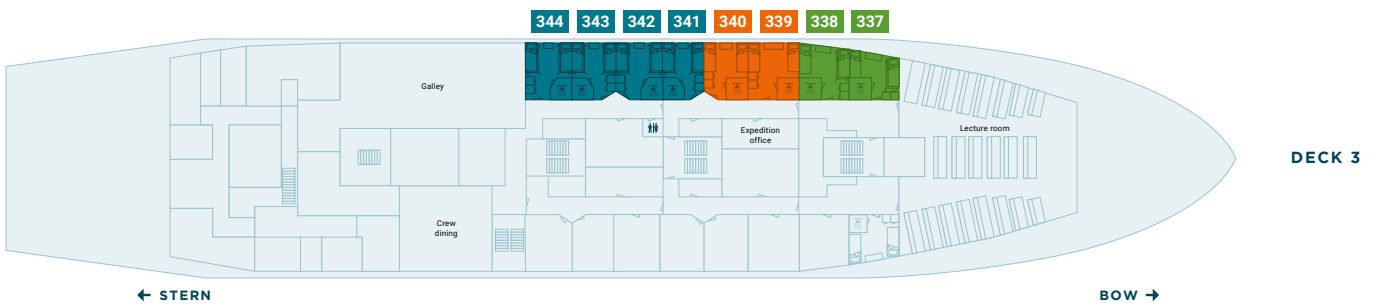 344 343 342 341 340 339 338 337
Galley
Expedition
office
Lecture room
DECK 3
Crew
dining
← STERN
BOW →